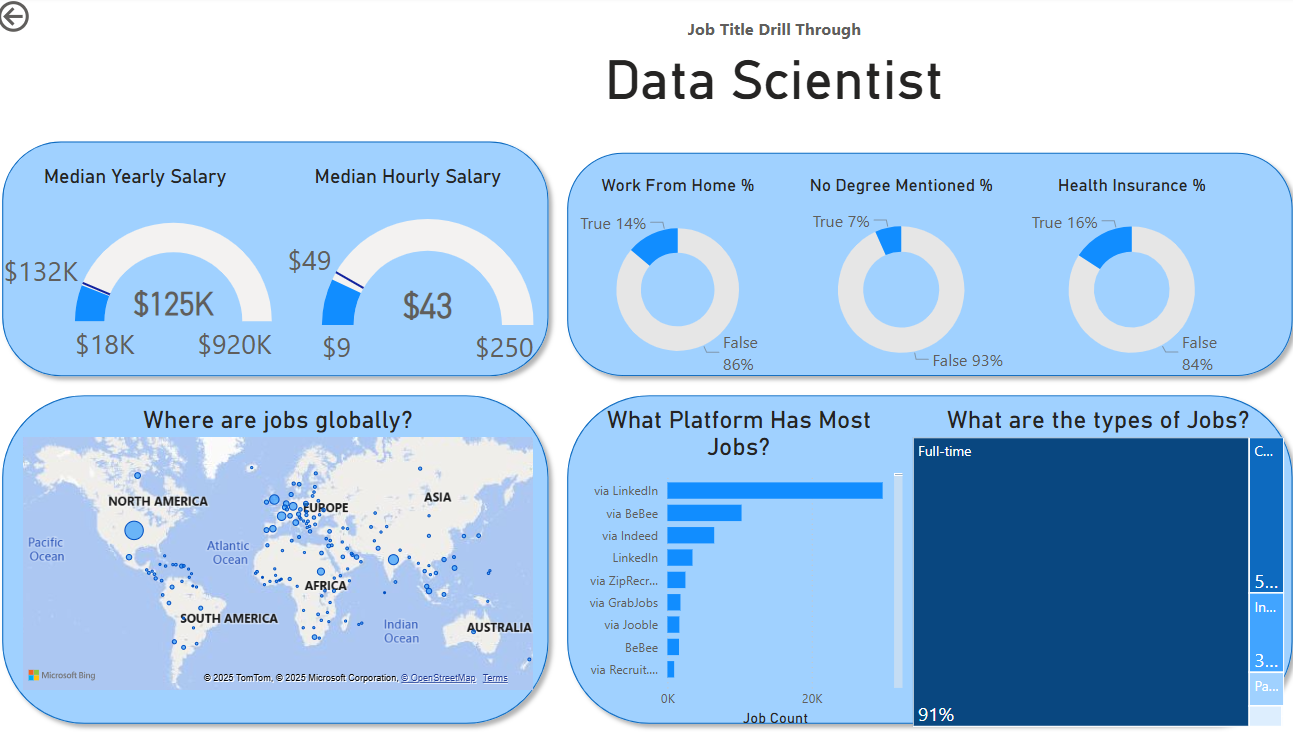 Job Title Drill Through
Data Scientist
Median Yearly Salary
$132K
$125K
$18K
$920K
Median Hourly Salary
$49
$43
$9
$250
Work From Home %
True 14%
False
86%
No Degree Mentioned %
True 7%
False 93%
Health Insurance %
True 16%
False
84%
Where are jobs globally?
NORTH AMERICA
EUROPE
ASIA
Pacific
Ocean
Atlantic
Ocean
AFRICA
SOUTH AMERICA
Indian
Ocean
AUSTRALIA
Microsoft Bing
© 2025 TomTom, © 2025 Microsoft Corporation, © OpenStreetMap Terms
What Platform Has Most
Jobs?
via LinkedIn
via BeBee
via Indeed
LinkedIn
via ZipRecr...
via GrabJobs
via Jooble
BeBee
via Recruit....
0K
20K
Job Count
What are the types of Jobs?
Full-time
91%
C...
5...
In...
3...
Pa...